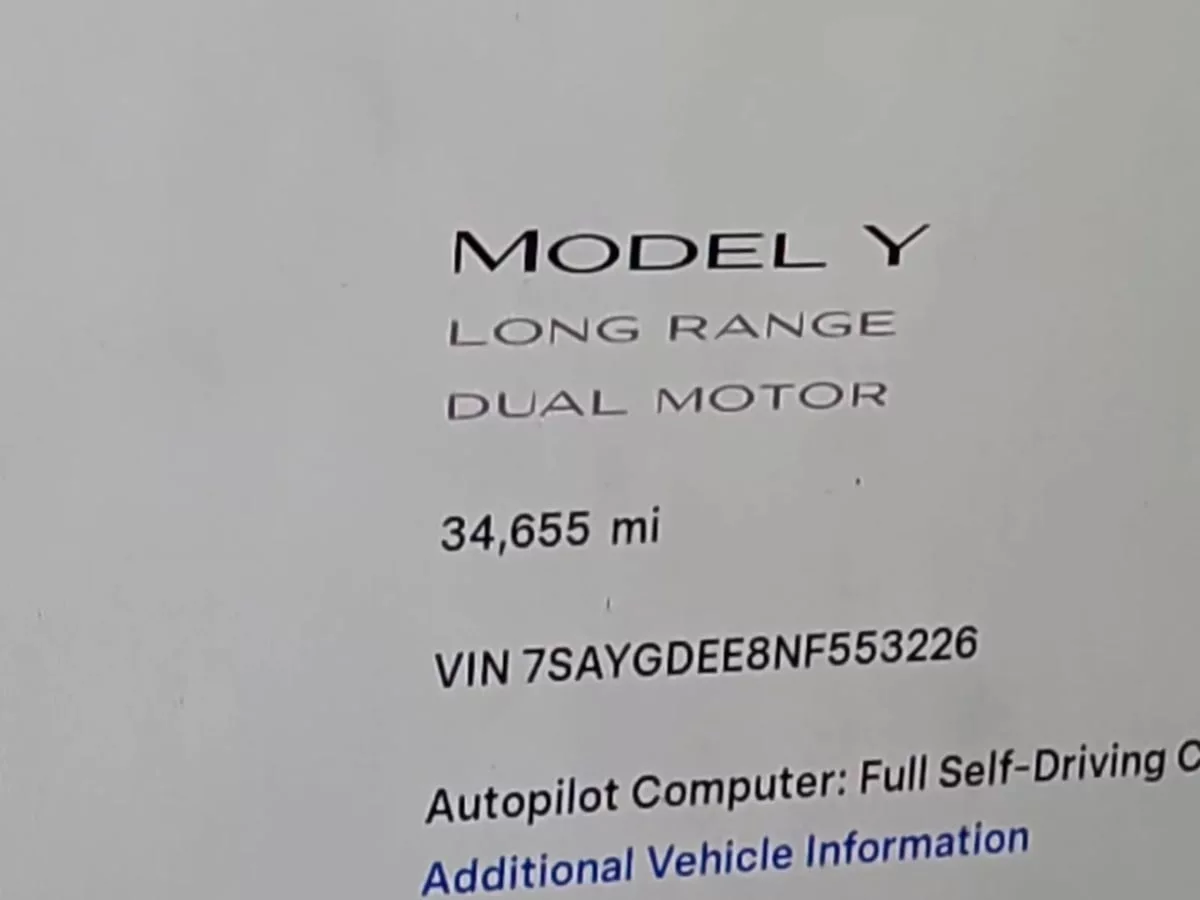 MODEL Y
LONG RANGE
DUAL MOTOR
34,655 mi
VIN 7SAYGDEE8NF553226
Autopilot Computer: Full Self-Driving C
Additional Vehicle Information